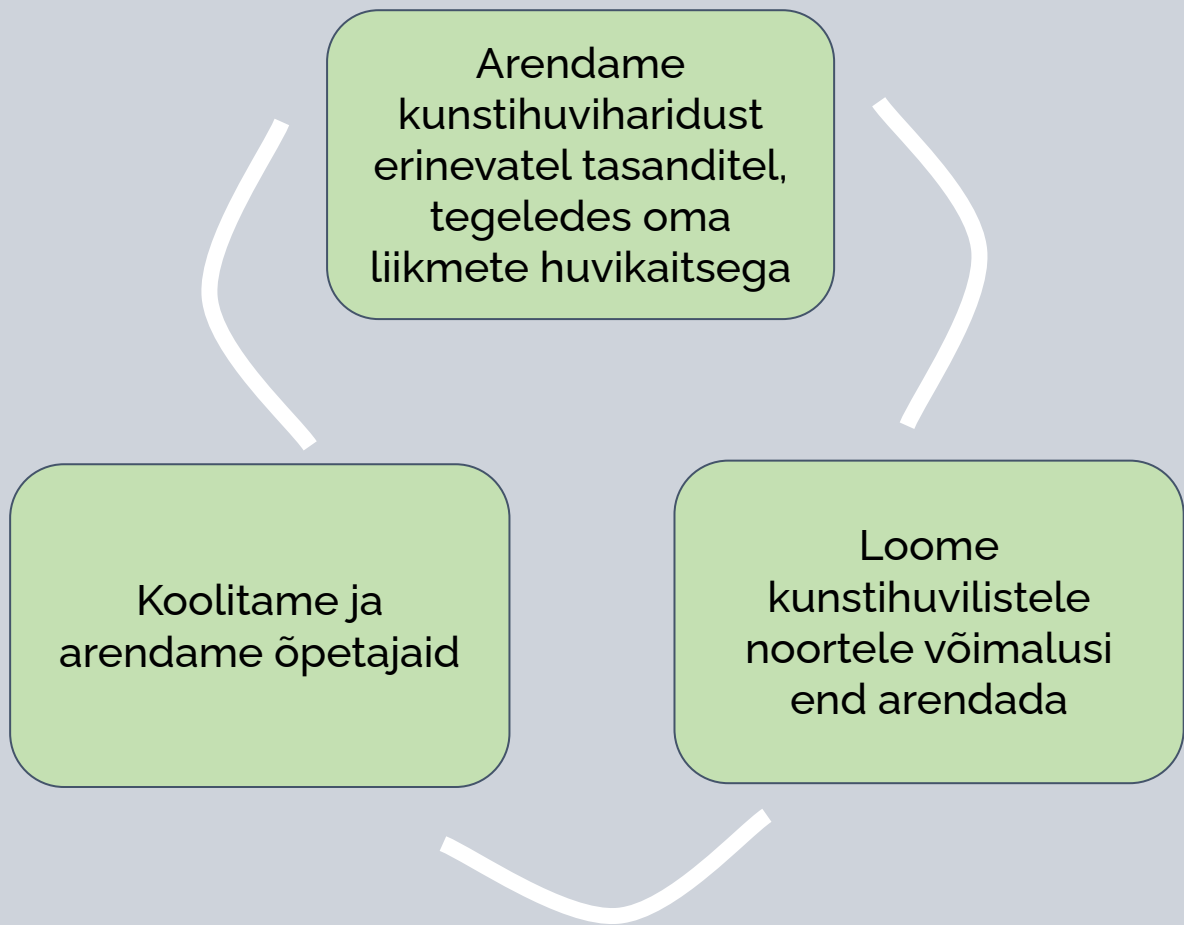 Arendame
kunstihuviharidust
erinevatel tasanditel,
tegeledes oma
liikmete huvikaitsega
Koolitame ja
arendame õpetajaid
Loome
kunstihuvilistele
noortele võimalusi
end arendada